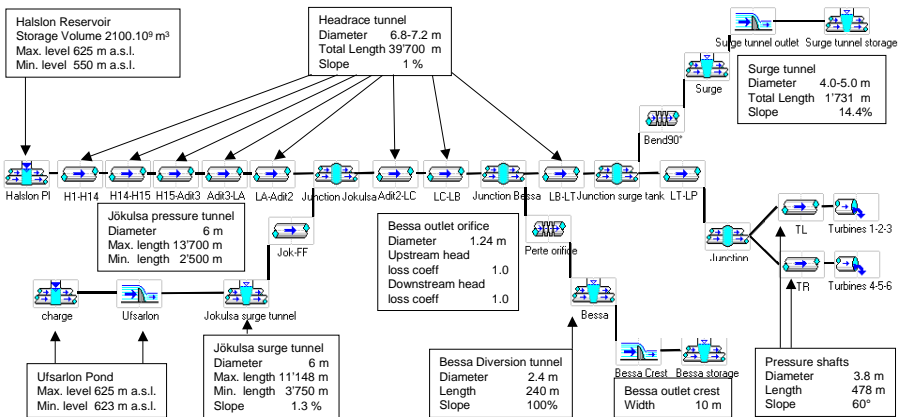 Halslon Reservoir
Storage Volume 2100.10⁹ m³
Max. level 625 m a.s.l.
Min. level 550 m a.s.l.
Headrace tunnel
Diameter 6.8-7.2 m
Total Length 39'700 m
Slope 1 %
Surge tunnel outlet
Surge tunnel storage
Surge
Surge tunnel
Diameter 4.0-5.0 m
Total Length 1'731 m
Slope 14.4%
Bend90°
Halslon PI
H1-H14
H14-H15
H15-Adit3
Adit3-LA
LA-Adit2
Junction Jokulsa
Adit2-LC
LC-LB
Junction Bessa
LB-LT
Junction surge tank
LT-LP
Jökulsa pressure tunnel
Diameter 6 m
Max. length 13'700 m
Min. length 2'500 m
Jok-FF
Bessa outlet orifice
Diameter 1.24 m
Upstream head
loss coeff 1.0
Downstream head
loss coeff 1.0
Perte orifice
Junction
TL
Turbines 1-2-3
TR
Turbines 4-5-6
charge
Ufsarlon
Jokulsa surge tunnel
Bessa
Ufsarlon Pond
Max. level 625 m a.s.l.
Min. level 623 m a.s.l.
Jökulsa surge tunnel
Diameter 6 m
Max. length 11'148 m
Min. length 3'750 m
Slope 1.3 %
Bessa Diversion tunnel
Diameter 2.4 m
Length 240 m
Slope 100%
Bessa Crest
Bessa storage
Bessa outlet crest
Width 10 m
Pressure shafts
Diameter 3.8 m
Length 478 m
Slope 60°